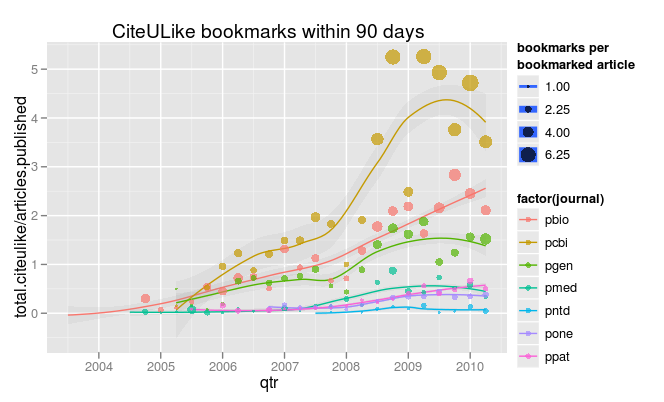 CiteULike bookmarks within 90 days
total.citeulike/articles.published
5
4
3
2
1
0
2004 2005 2006 2007 2008 2009 2010
qtr
bookmarks per
bookmarked article
1.00
2.25
4.00
6.25
factor(journal)
pbio
pcbi
pgen
pmed
pntd
pone
ppat